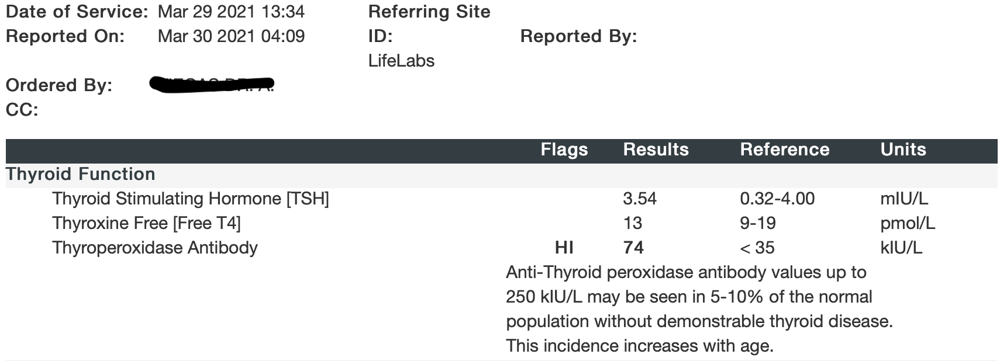 Date of Service: Mar 29 2021 13:34 Referring Site
Reported On: Mar 30 2021 04:09 ID: Reported By:
LifeLabs
Ordered By:
CC:
Flags Results Reference Units
Thyroid Function
Thyroid Stimulating Hormone [TSH] 3.54 0.32-4.00 mIU/L
Thyroxine Free [Free T4] 13 9-19 pmol/L
Thyroperoxidase Antibody HI 74 < 35 kIU/L
Anti-Thyroid peroxidase antibody values up to
250 kIU/L may be seen in 5-10% of the normal
population without demonstrable thyroid disease.
This incidence increases with age.